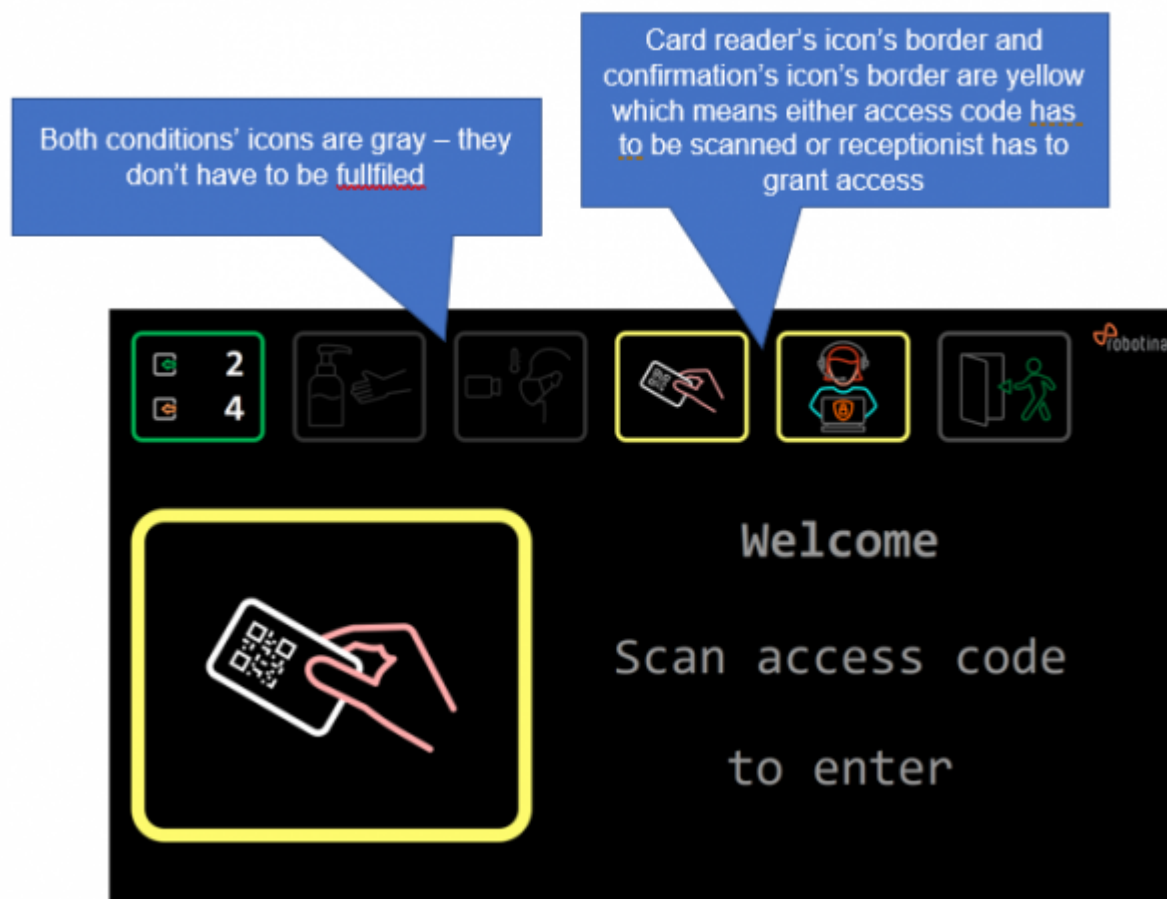 Card reader's icon's border and
confirmation's icon's border are yellow
which means either access code has
to be scanned or receptionist has to
grant access
Both conditions' icons are gray – they
don't have to be fullfiled
2
4
robotina
Welcome
Scan access code
to enter